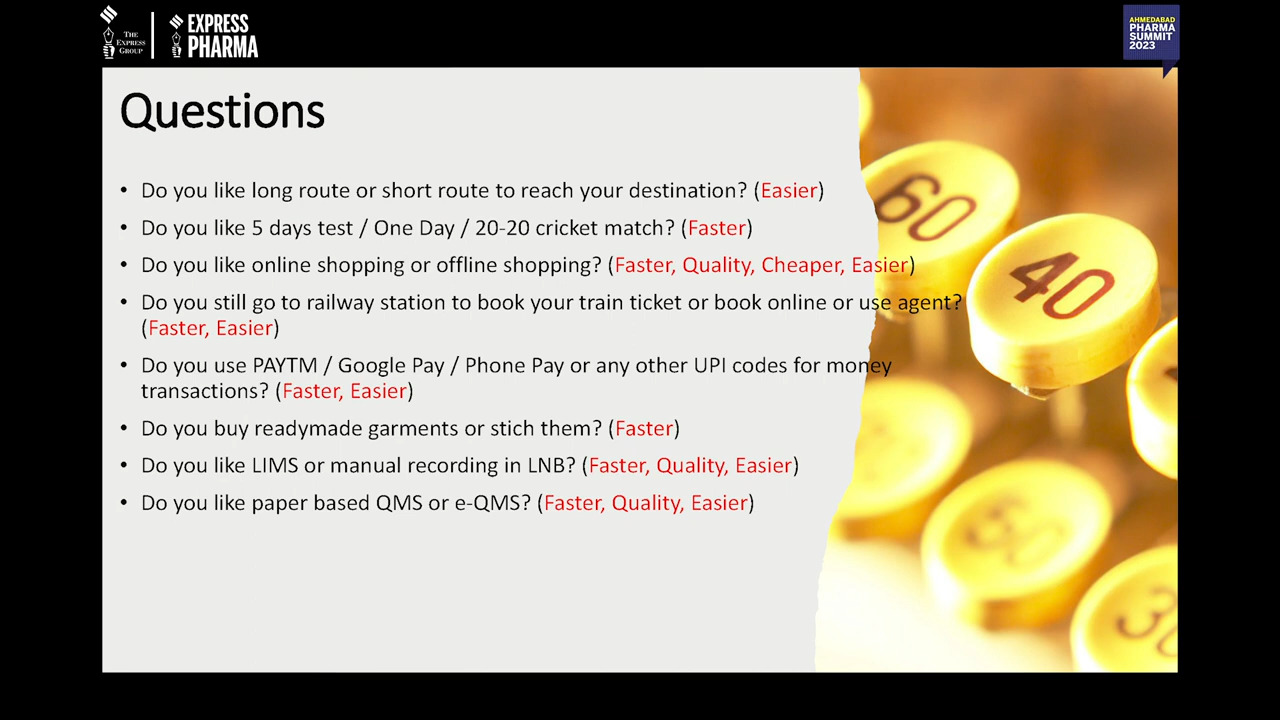 THE
EXPRESS
GROUP
EXPRESS
PHARMA
AHMEDABAD
PHARMA
SUMMIT
2023
Questions
• Do you like long route or short route to reach your destination? (Easier)
• Do you like 5 days test / One Day / 20-20 cricket match? (Faster)
• Do you like online shopping or offline shopping? (Faster, Quality, Cheaper, Easier)
• Do you still go to railway station to book your train ticket or book online or use agent?
(Faster, Easier)
• Do you use PAYTM / Google Pay / Phone Pay or any other UPI codes for money
transactions? (Faster, Easier)
• Do you buy readymade garments or stich them? (Faster)
• Do you like LIMS or manual recording in LNB? (Faster, Quality, Easier)
• Do you like paper based QMS or e-QMS? (Faster, Quality, Easier)
60
40
50
30